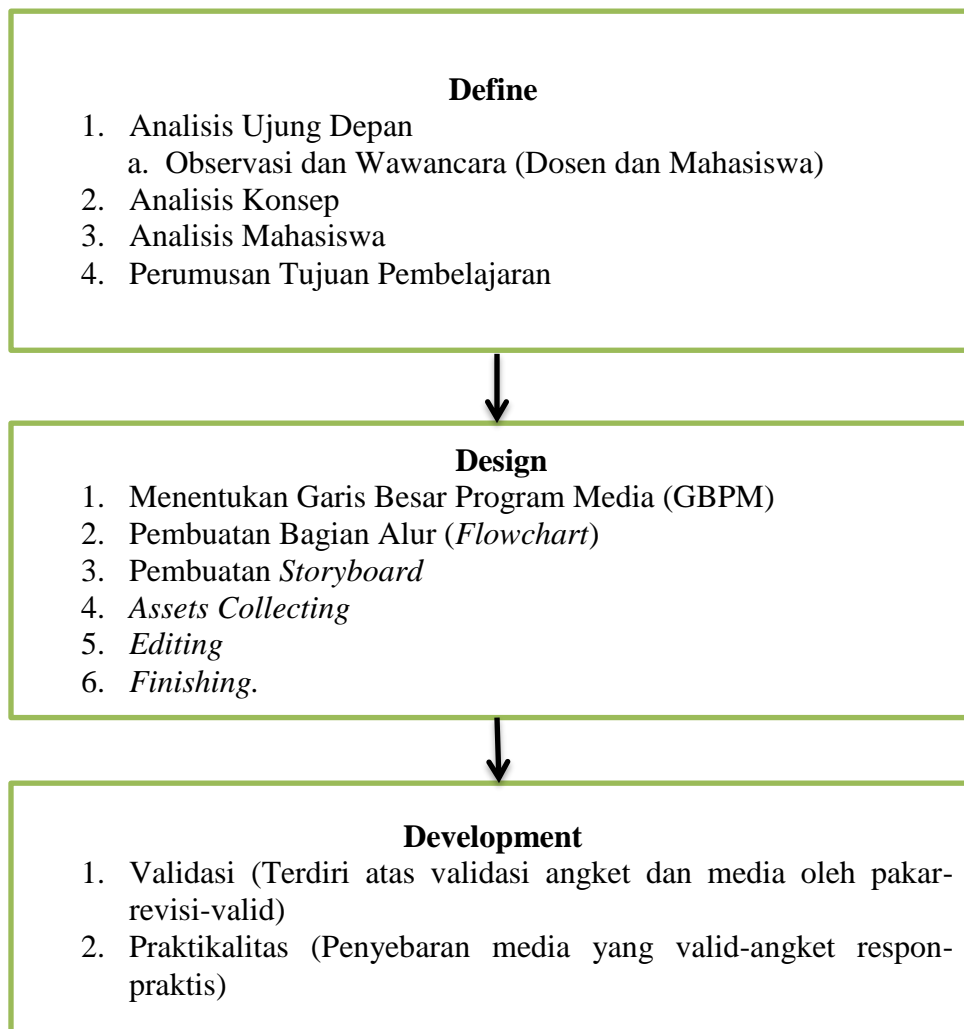 Define
1. Analisis Ujung Depan
a. Observasi dan Wawancara (Dosen dan Mahasiswa)
2. Analisis Konsep
3. Analisis Mahasiswa
4. Perumusan Tujuan Pembelajaran
Design
1. Menentukan Garis Besar Program Media (GBPM)
2. Pembuatan Bagian Alur (Flowchart)
3. Pembuatan Storyboard
4. Assets Collecting
5. Editing
6. Finishing.
Development
1. Validasi (Terdiri atas validasi angket dan media oleh pakar-
revisi-valid)
2. Praktikalitas (Penyebaran media yang valid-angket respon-
praktis)